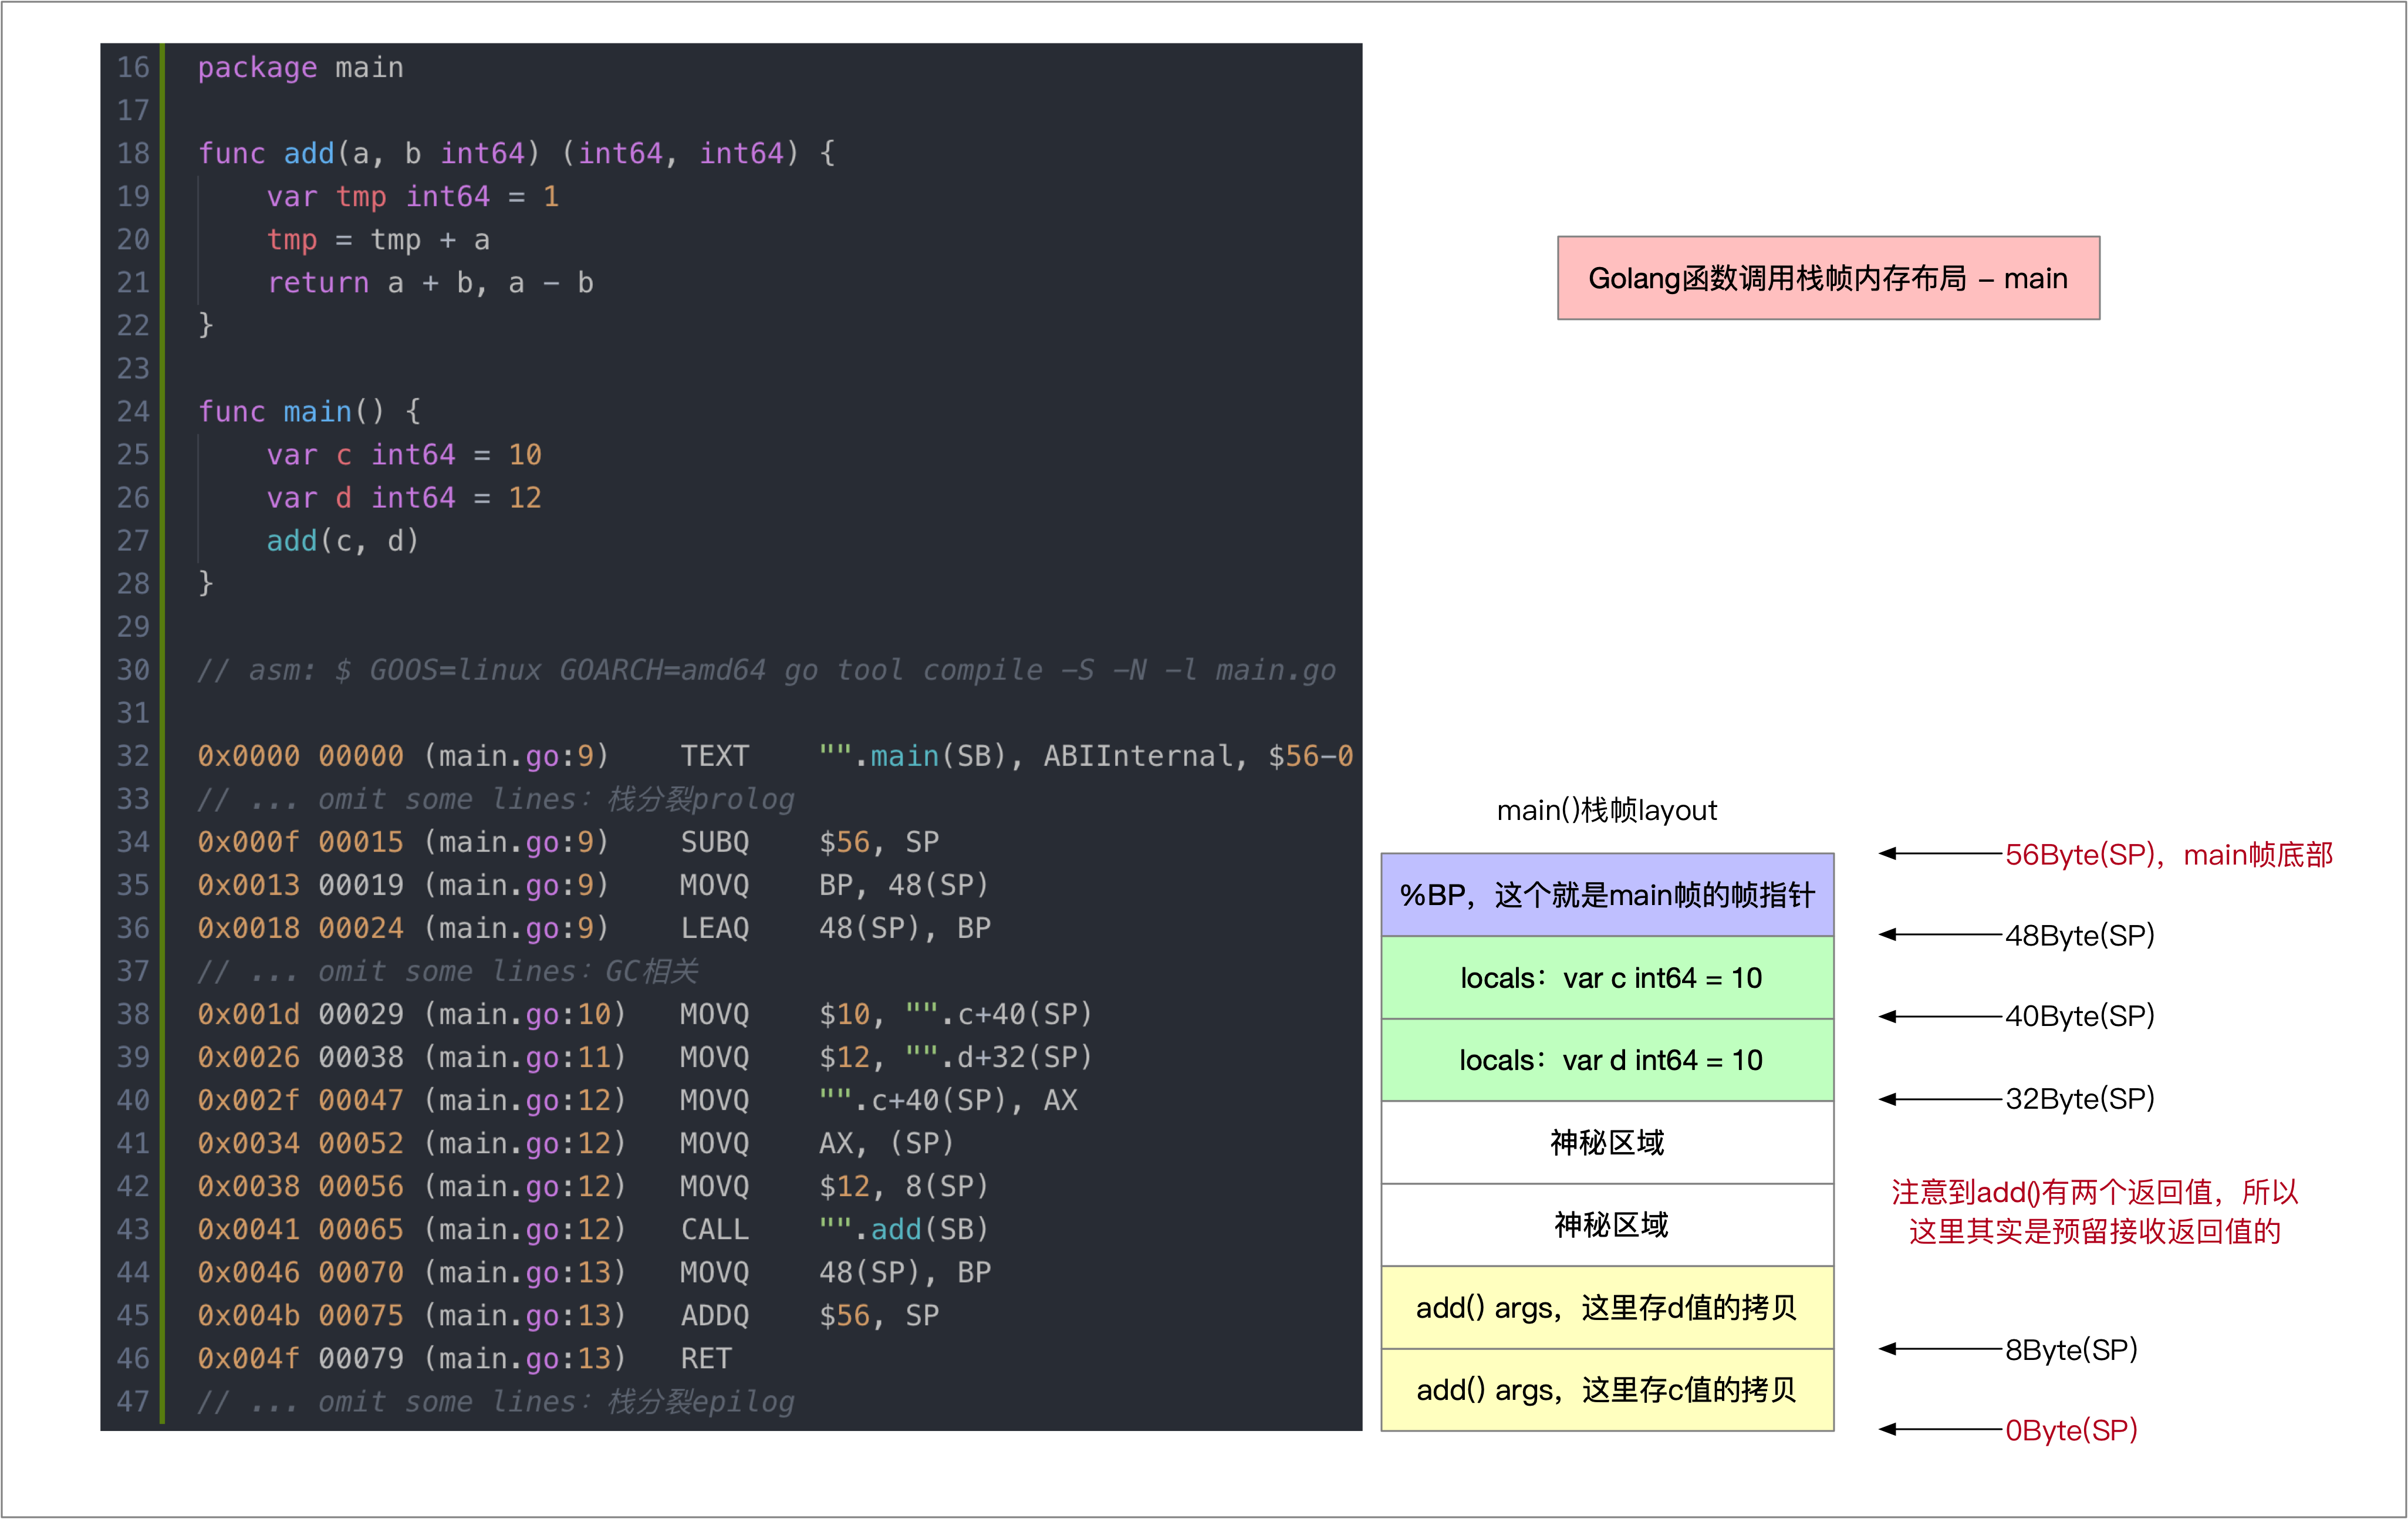 16 package main
17
18 func add(a, b int64) (int64, int64) {
19     var tmp int64 = 1
20     tmp = tmp + a
21     return a + b, a - b
22 }
23
24 func main() {
25     var c int64 = 10
26     var d int64 = 12
27     add(c, d)
28 }
29
30 // asm: $ GOOS=linux GOARCH=amd64 go tool compile -S -N -l main.go
31
32 0x0000 00000 (main.go:9)    TEXT    "".main(SB), ABIInternal, $56-0
33 // ... omit some lines：栈分裂prolog
34 0x000f 00015 (main.go:9)    SUBQ    $56, SP
35 0x0013 00019 (main.go:9)    MOVQ    BP, 48(SP)
36 0x0018 00024 (main.go:9)    LEAQ    48(SP), BP
37 // ... omit some lines：GC相关
38 0x001d 00029 (main.go:10)   MOVQ    $10, "".c+40(SP)
39 0x0026 00038 (main.go:11)   MOVQ    $12, "".d+32(SP)
40 0x002f 00047 (main.go:12)   MOVQ    "".c+40(SP), AX
41 0x0034 00052 (main.go:12)   MOVQ    AX, (SP)
42 0x0038 00056 (main.go:12)   MOVQ    $12, 8(SP)
43 0x0041 00065 (main.go:12)   CALL    "".add(SB)
44 0x0046 00070 (main.go:13)   MOVQ    48(SP), BP
45 0x004b 00075 (main.go:13)   ADDQ    $56, SP
46 0x004f 00079 (main.go:13)   RET
47 // ... omit some lines：栈分裂epilog
Golang函数调用栈帧内存布局 - main
main()栈帧layout
56Byte(SP)，main帧底部
%BP，这个就是main帧的帧指针
48Byte(SP)
locals：var c int64 = 10
40Byte(SP)
locals：var d int64 = 10
32Byte(SP)
神秘区域
神秘区域
注意到add()有两个返回值，所以
这里其实是预留接收返回值的
add() args，这里存d值的拷贝
8Byte(SP)
add() args，这里存c值的拷贝
0Byte(SP)